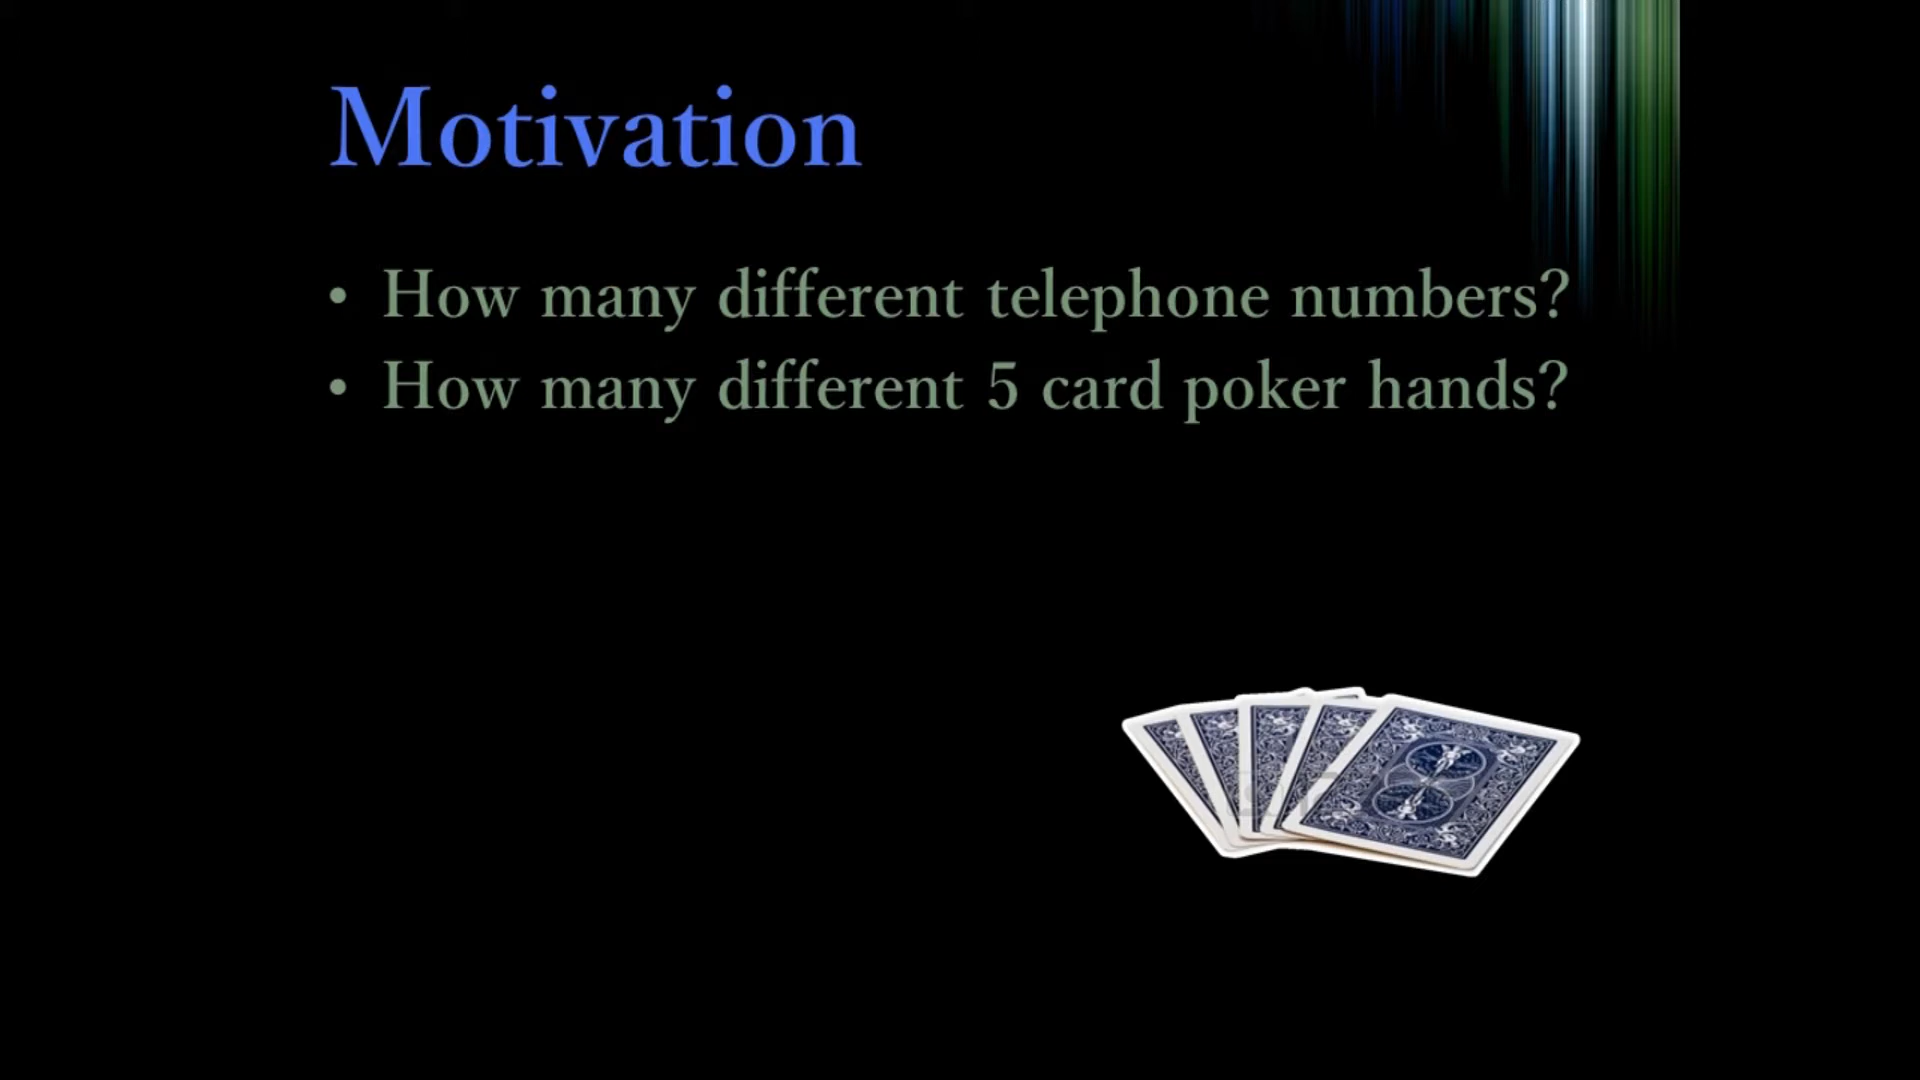 Motivation
• How many different telephone numbers?
• How many different 5 card poker hands?